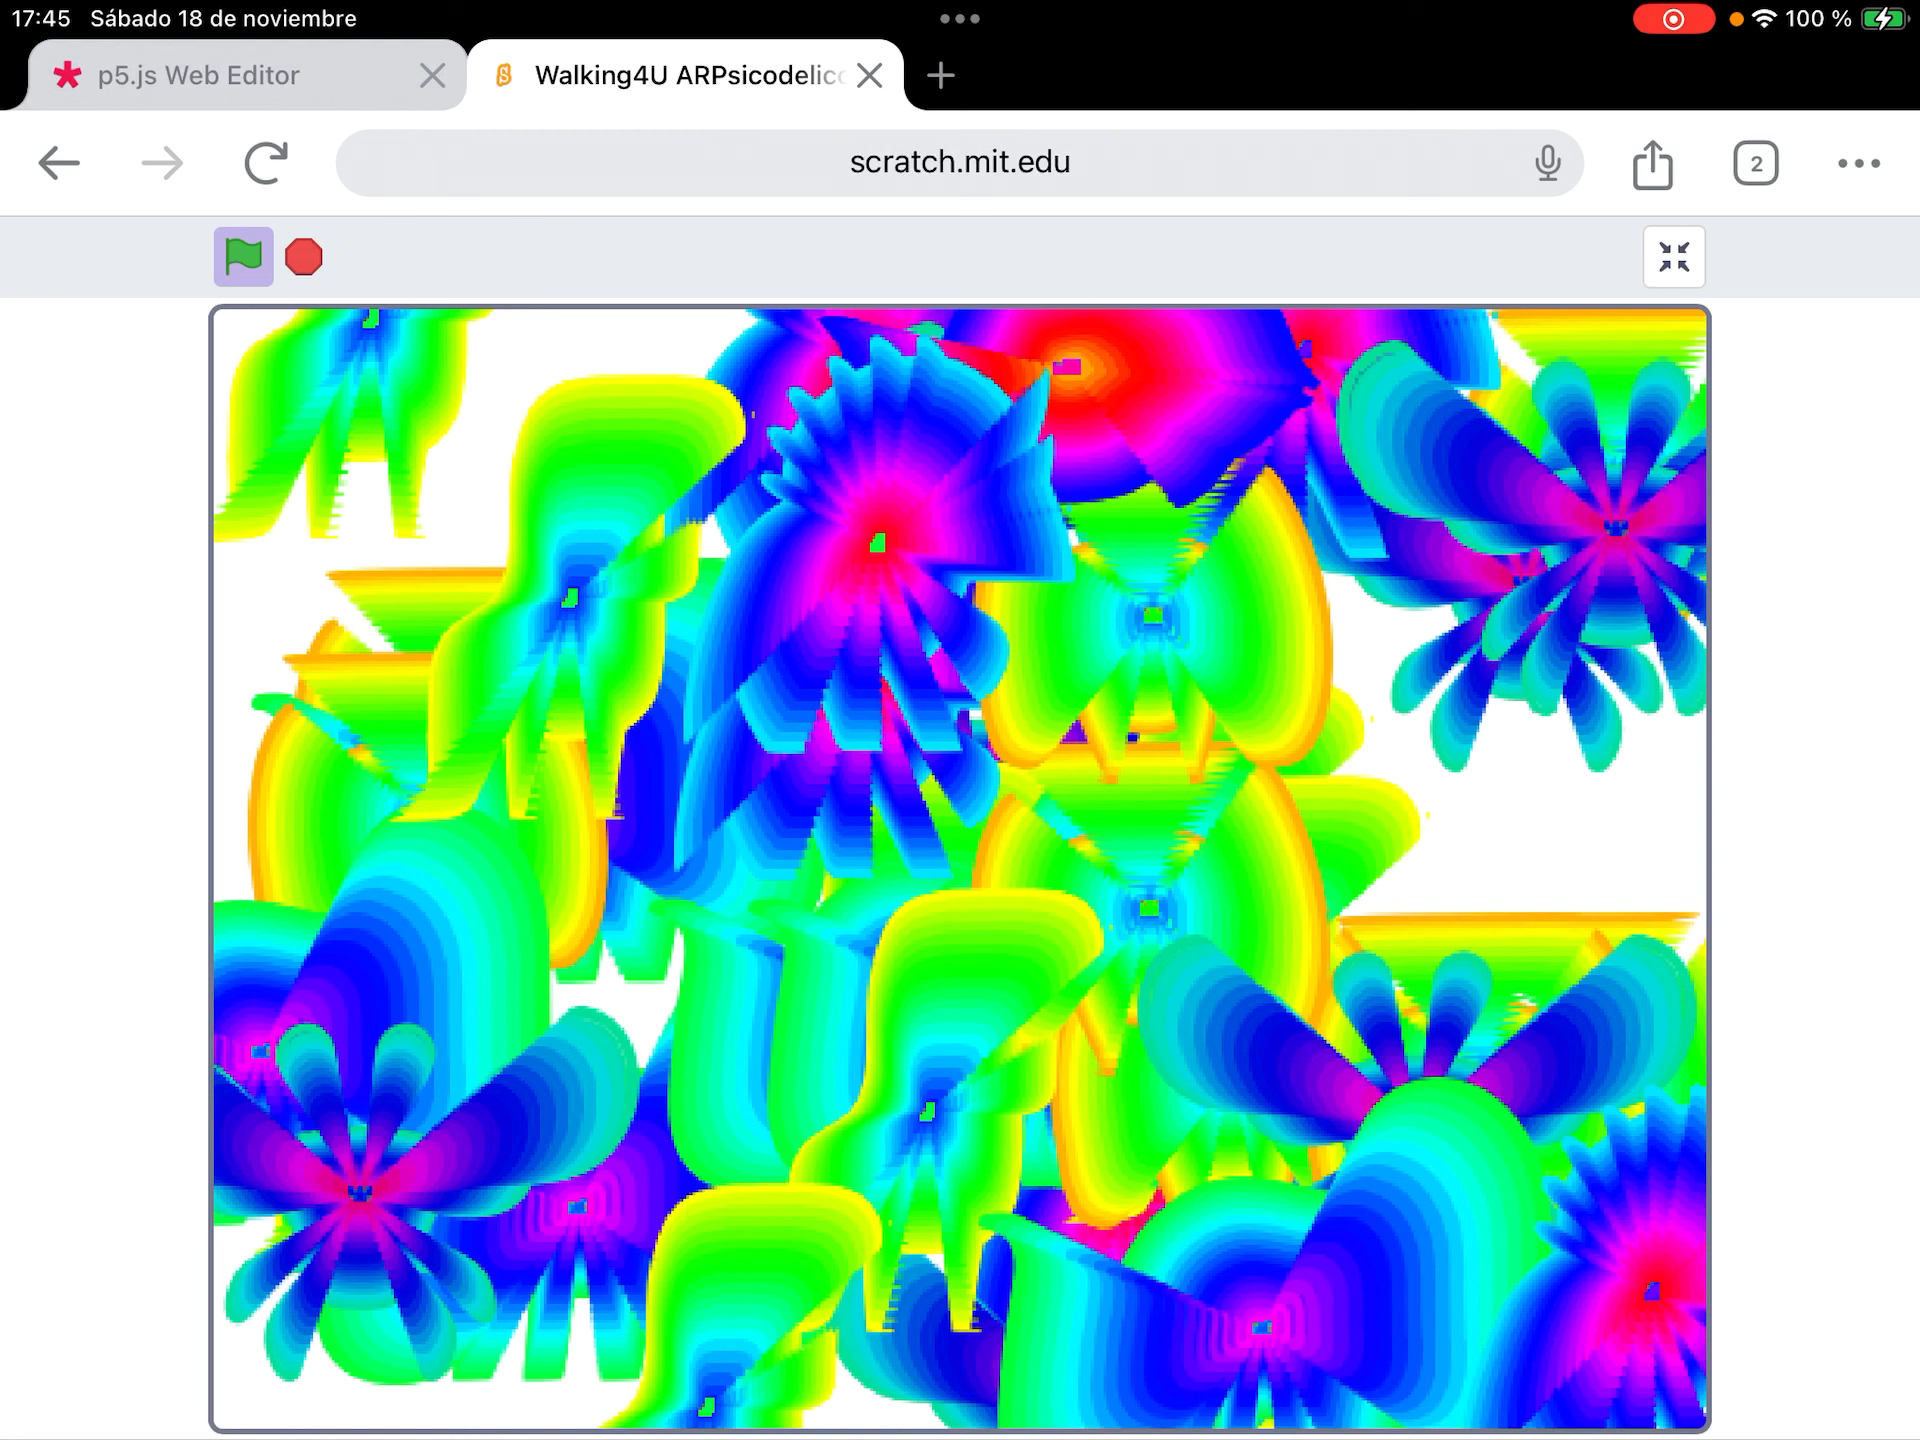 17:45 Sábado 18 de noviembre
100 %
p5.js Web Editor
Walking4U ARPsicodelic
scratch.mit.edu
2